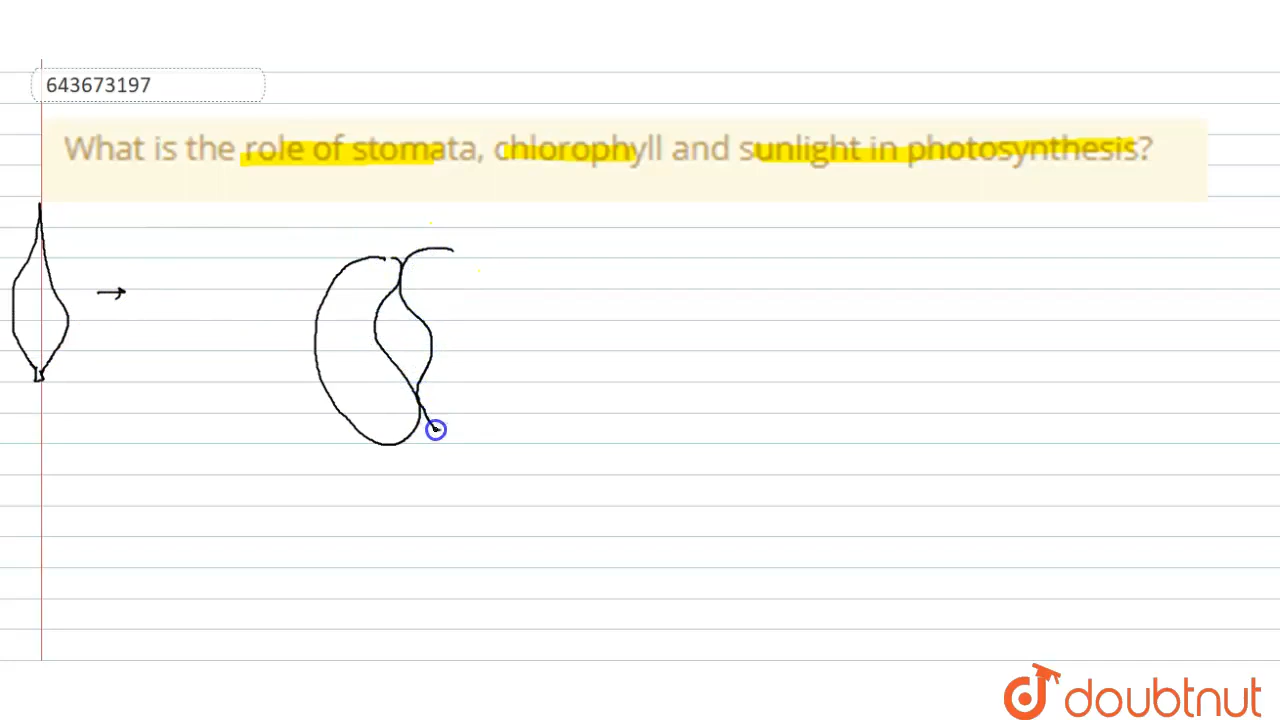 643673197
What is the role of stomata, chlorophyll and sunlight in photosynthesis?
doubtnut